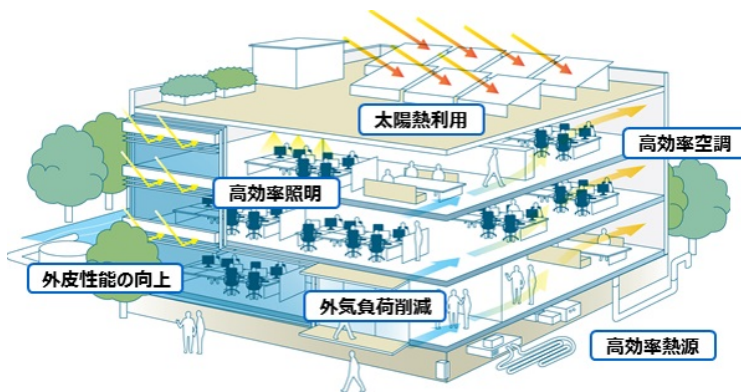 太陽熱利用
高効率空調
高効率照明
外皮性能の向上
外気負荷削減
高効率熱源